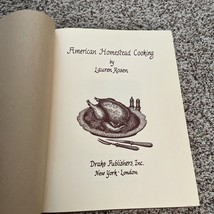 American Homestead Cooking
by
Lauren Rosen
Drake Publishers, Inc.
New York · London